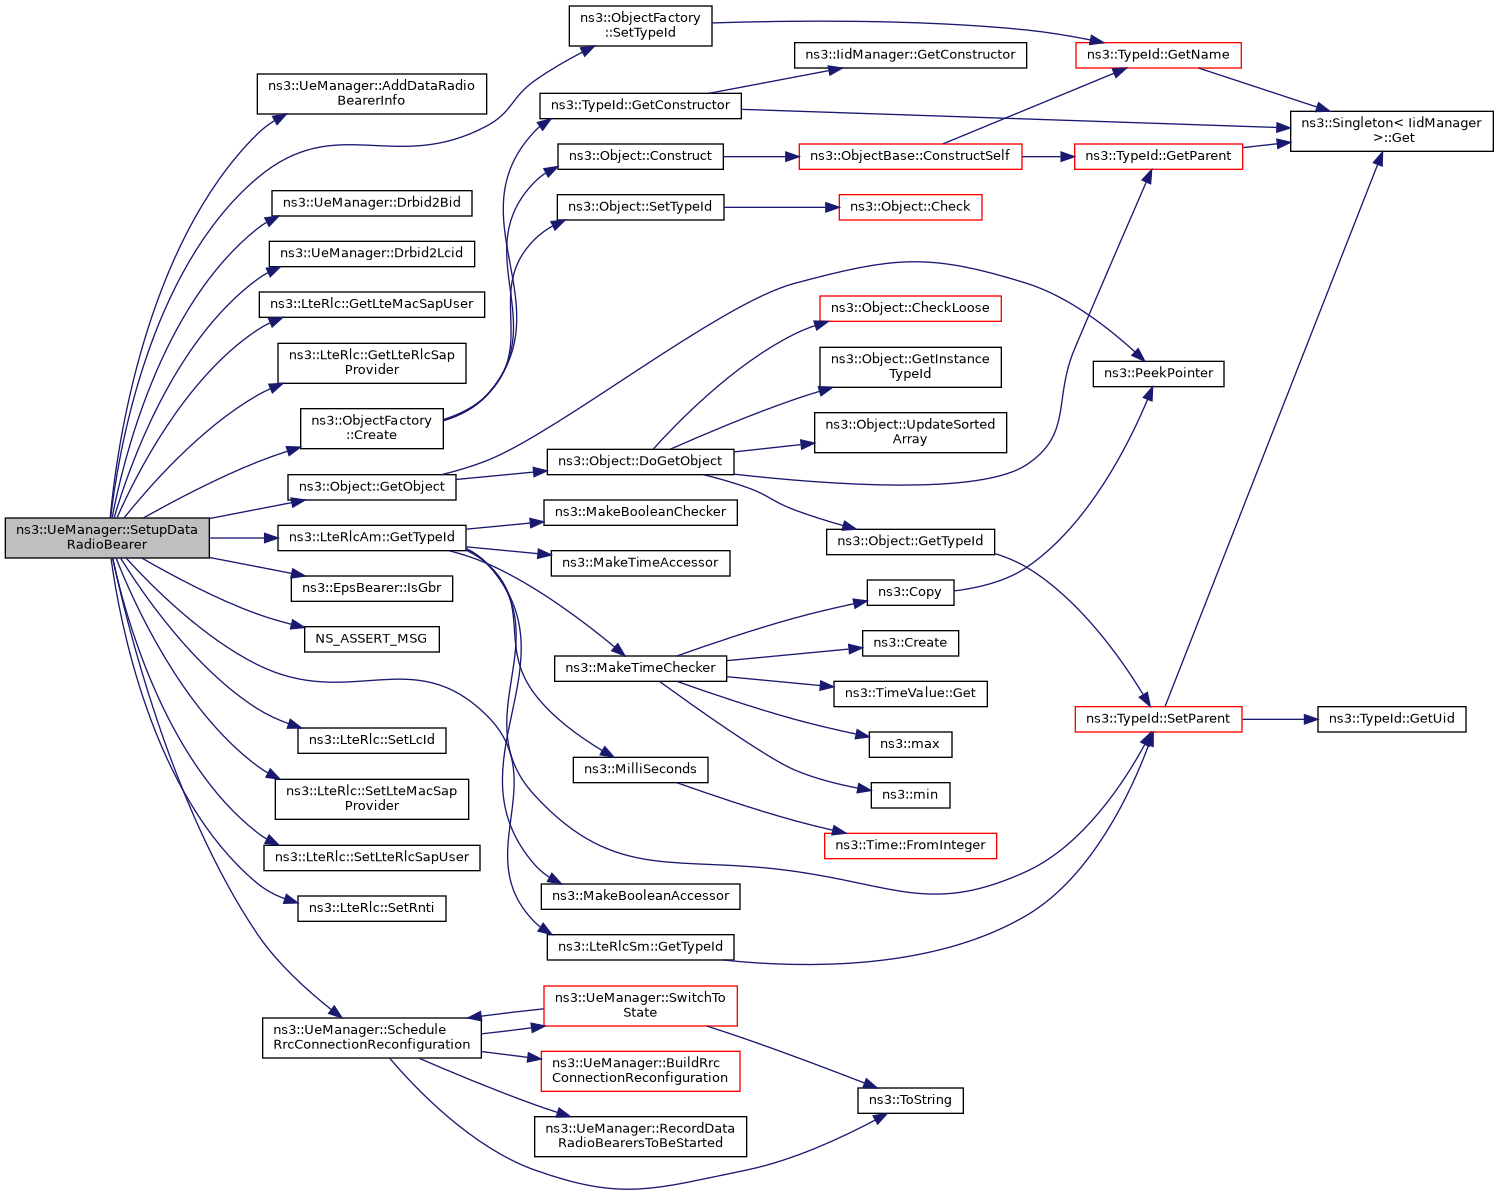 ns3::UeManager::SetupData
RadioBearer
ns3::UeManager::AddDataRadio
BearerInfo
ns3::ObjectFactory
::SetTypeId
ns3::TypeId::GetName
ns3::Singleton< IidManager
>::Get
ns3::UeManager::Drbid2Bid
ns3::UeManager::Drbid2Lcid
ns3::LteRlc::GetLteMacSapUser
ns3::LteRlc::GetLteRlcSap
Provider
ns3::ObjectFactory
::Create
ns3::TypeId::GetConstructor
ns3::IidManager::GetConstructor
ns3::Object::Construct
ns3::ObjectBase::ConstructSelf
ns3::TypeId::GetParent
ns3::Object::SetTypeId
ns3::Object::Check
ns3::Object::GetObject
ns3::PeekPointer
ns3::Object::DoGetObject
ns3::Object::CheckLoose
ns3::Object::GetInstance
TypeId
ns3::Object::UpdateSorted
Array
ns3::Object::GetTypeId
ns3::TypeId::SetParent
ns3::TypeId::GetUid
ns3::LteRlcAm::GetTypeId
ns3::MakeBooleanChecker
ns3::MakeTimeAccessor
ns3::MakeTimeChecker
ns3::Copy
ns3::Create
ns3::TimeValue::Get
ns3::max
ns3::min
ns3::MilliSeconds
ns3::Time::FromInteger
ns3::MakeBooleanAccessor
ns3::LteRlcSm::GetTypeId
ns3::EpsBearer::IsGbr
NS_ASSERT_MSG
ns3::LteRlc::SetLcId
ns3::LteRlc::SetLteMacSap
Provider
ns3::LteRlc::SetLteRlcSapUser
ns3::LteRlc::SetRnti
ns3::UeManager::Schedule
RrcConnectionReconfiguration
ns3::UeManager::SwitchTo
State
ns3::UeManager::BuildRrc
ConnectionReconfiguration
ns3::UeManager::RecordData
RadioBearersToBeStarted
ns3::ToString